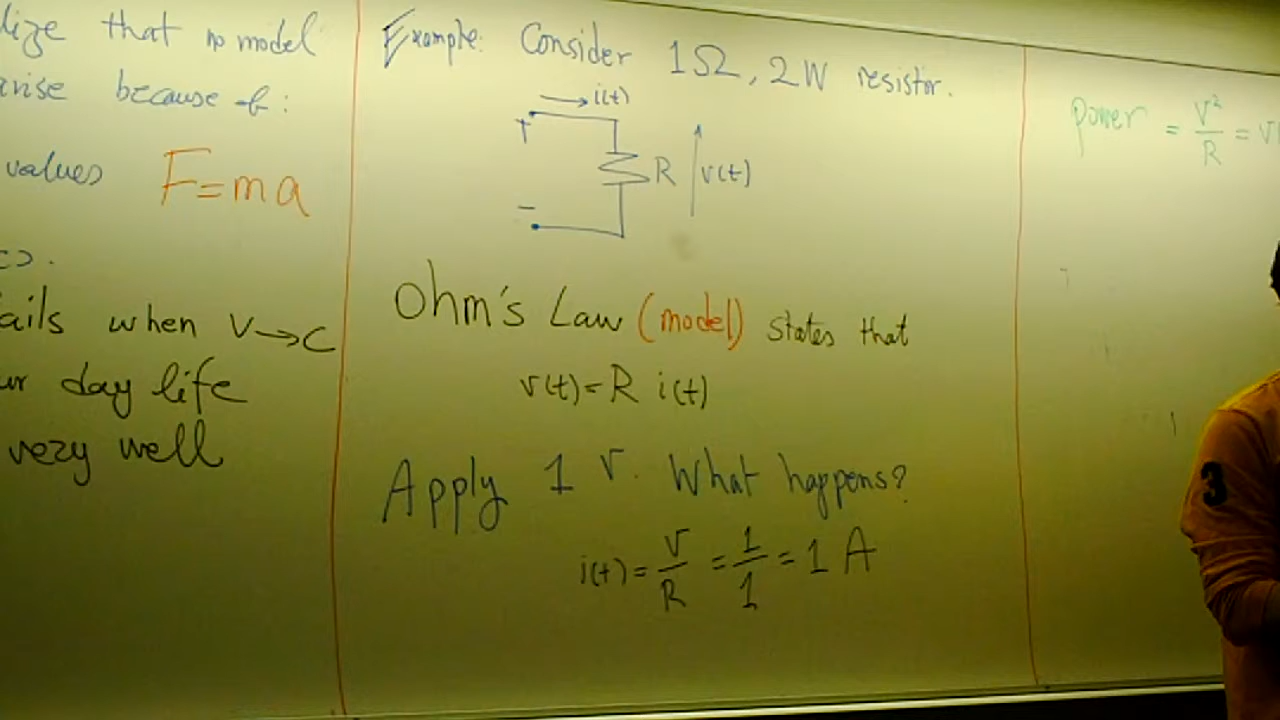 that no model
because of:
values F=ma
when V→C
day life
very well
Example: Consider 1Ω, 2W resistor.
i(t)
+
R v(t)
-
Ohm's Law (model) states that
v(t)=R i(t)
Apply 1 v. What happens?
i(t)=v/R=1/1=1 A
Power = V²/R = V
3